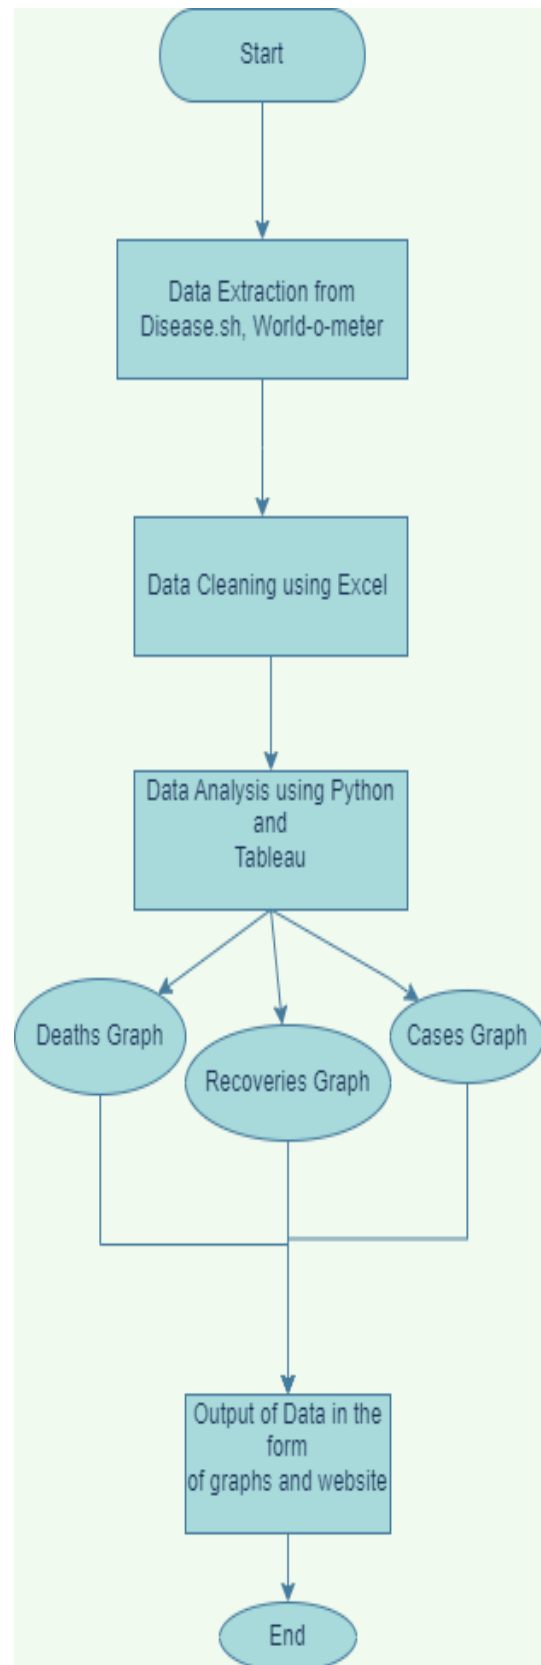 Start
Data Extraction from
Disease.sh, World-o-meter
Data Cleaning using Excel
Data Analysis using Python
and
Tableau
Deaths Graph
Recoveries Graph
Cases Graph
Output of Data in the
form
of graphs and website
End